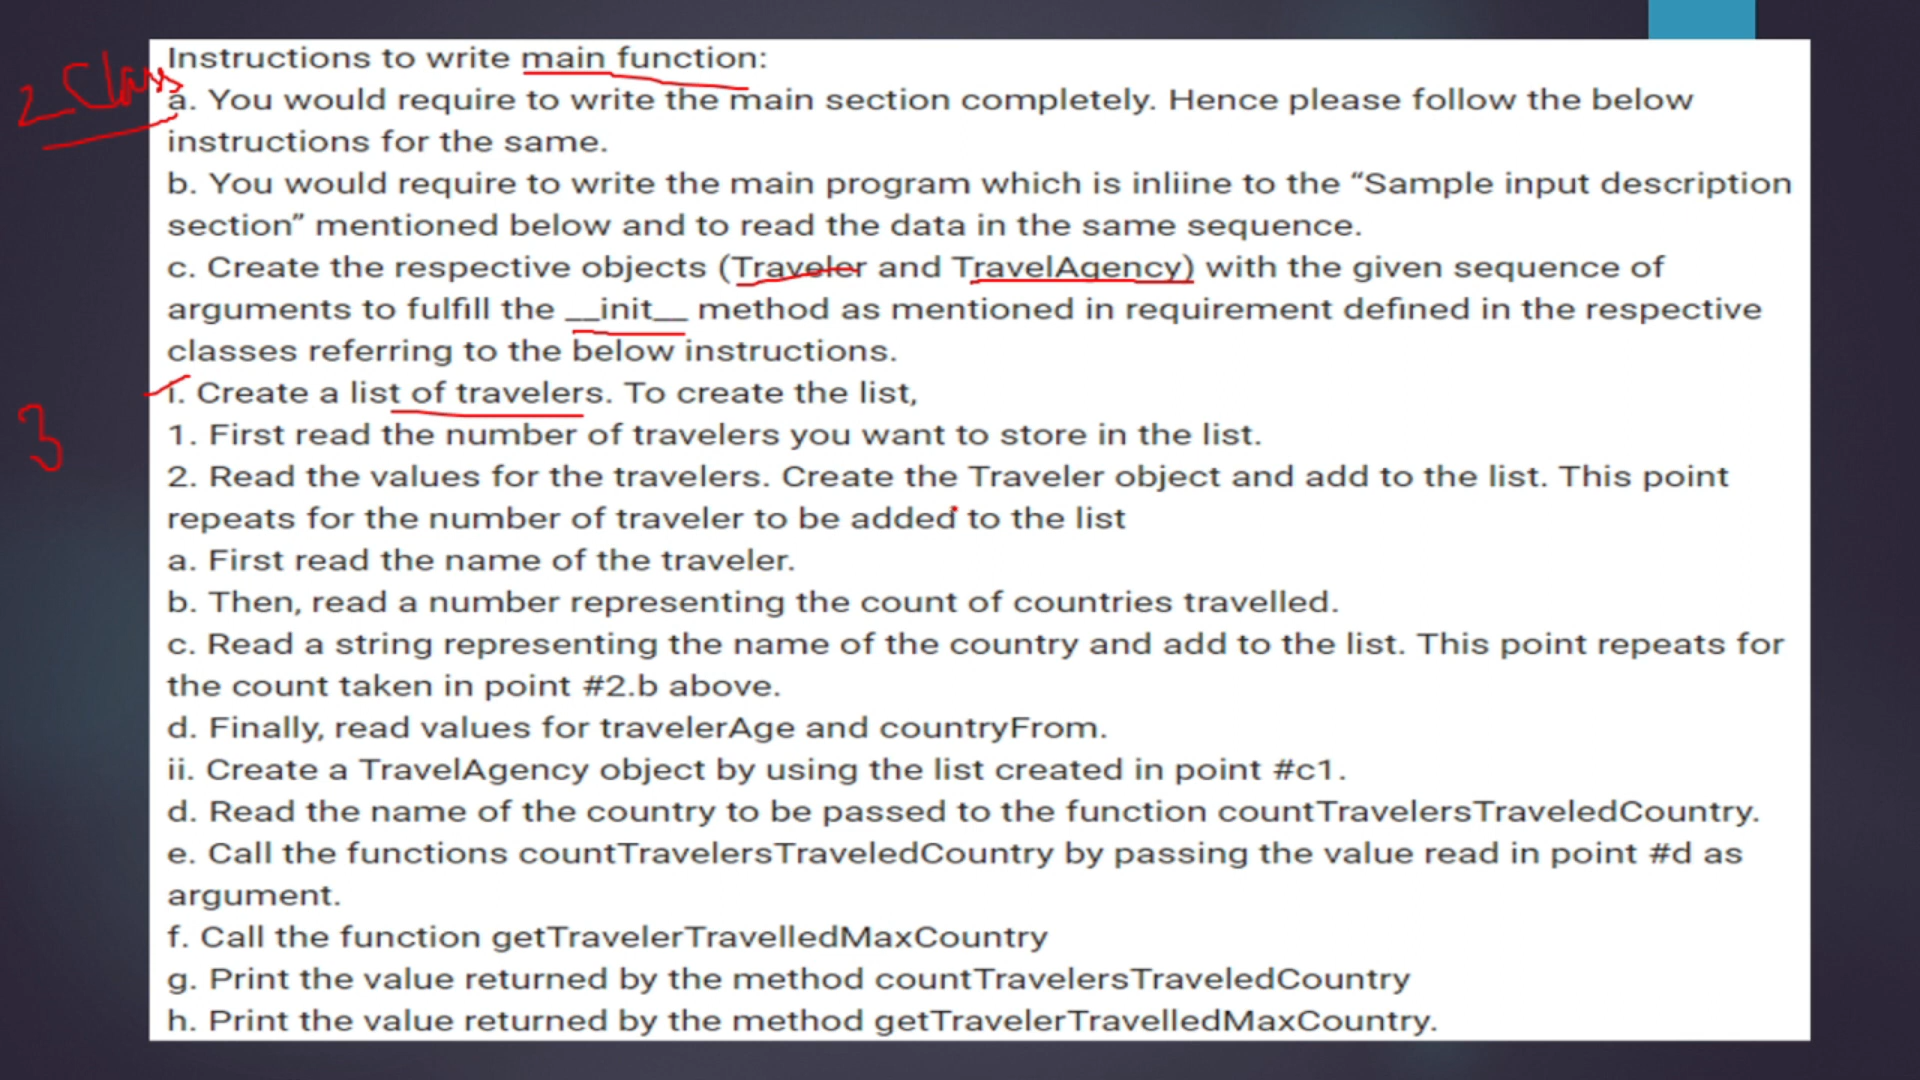 Instructions to write main function:
2 Class
a. You would require to write the main section completely. Hence please follow the below
instructions for the same.
b. You would require to write the main program which is inliine to the “Sample input description
section” mentioned below and to read the data in the same sequence.
c. Create the respective objects (Traveler and TravelAgency) with the given sequence of
arguments to fulfill the __init__ method as mentioned in requirement defined in the respective
classes referring to the below instructions.
i. Create a list of travelers. To create the list,
3
1. First read the number of travelers you want to store in the list.
2. Read the values for the travelers. Create the Traveler object and add to the list. This point
repeats for the number of traveler to be added to the list
a. First read the name of the traveler.
b. Then, read a number representing the count of countries travelled.
c. Read a string representing the name of the country and add to the list. This point repeats for
the count taken in point #2.b above.
d. Finally, read values for travelerAge and countryFrom.
ii. Create a TravelAgency object by using the list created in point #c1.
d. Read the name of the country to be passed to the function countTravelersTraveledCountry.
e. Call the functions countTravelersTraveledCountry by passing the value read in point #d as
argument.
f. Call the function getTravelerTravelledMaxCountry
g. Print the value returned by the method countTravelersTraveledCountry
h. Print the value returned by the method getTravelerTravelledMaxCountry.